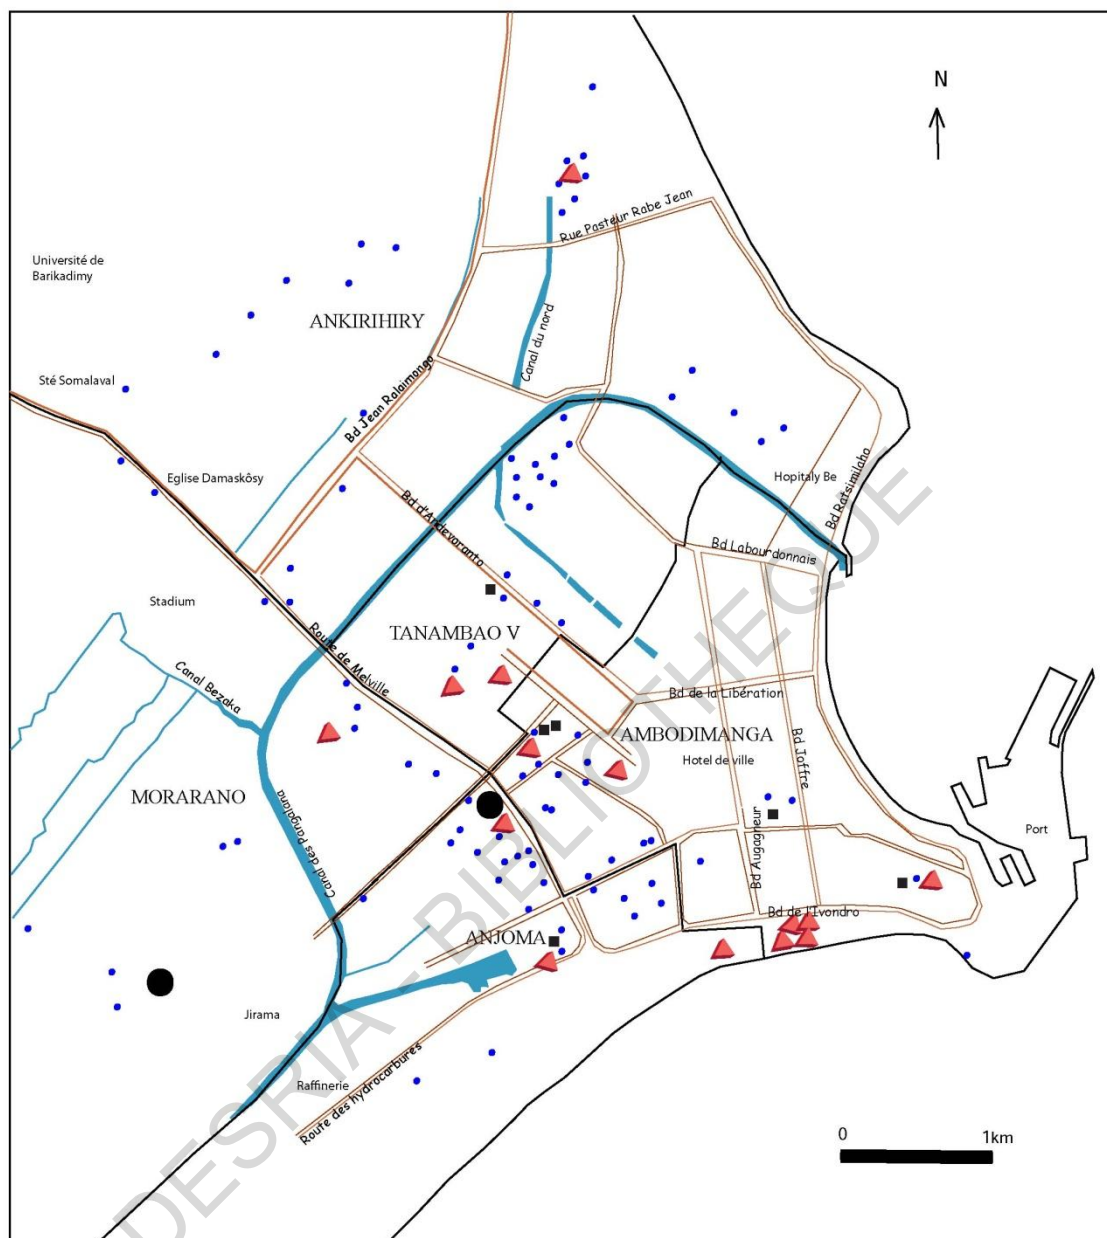 N
Rue Pasteur Rabe Jean
Université de
Barikadimy
ANKIRIHIRY
Canal du nord
Sté Somalaval
Bd Jean Ralaimongo
Eglise Damaskôsy
Hopitaly Be
Bd Ratsimilaho
Bd d'Andevoranto
Bd Labourdonnais
Stadium
TANAMBAO V
Route de Melville
Canal Bezaka
Bd de la Libération
AMBODIMANGA
Hotel de ville
Bd Joffre
MORARANO
Canal des Pangalana
Port
Bd Augagneur
Bd de l'Ivondro
ANJOMA
Jirama
Raffinerie
Route des hydrocarbures
0 1km
DESRIA - BIBLIOTHEQUE